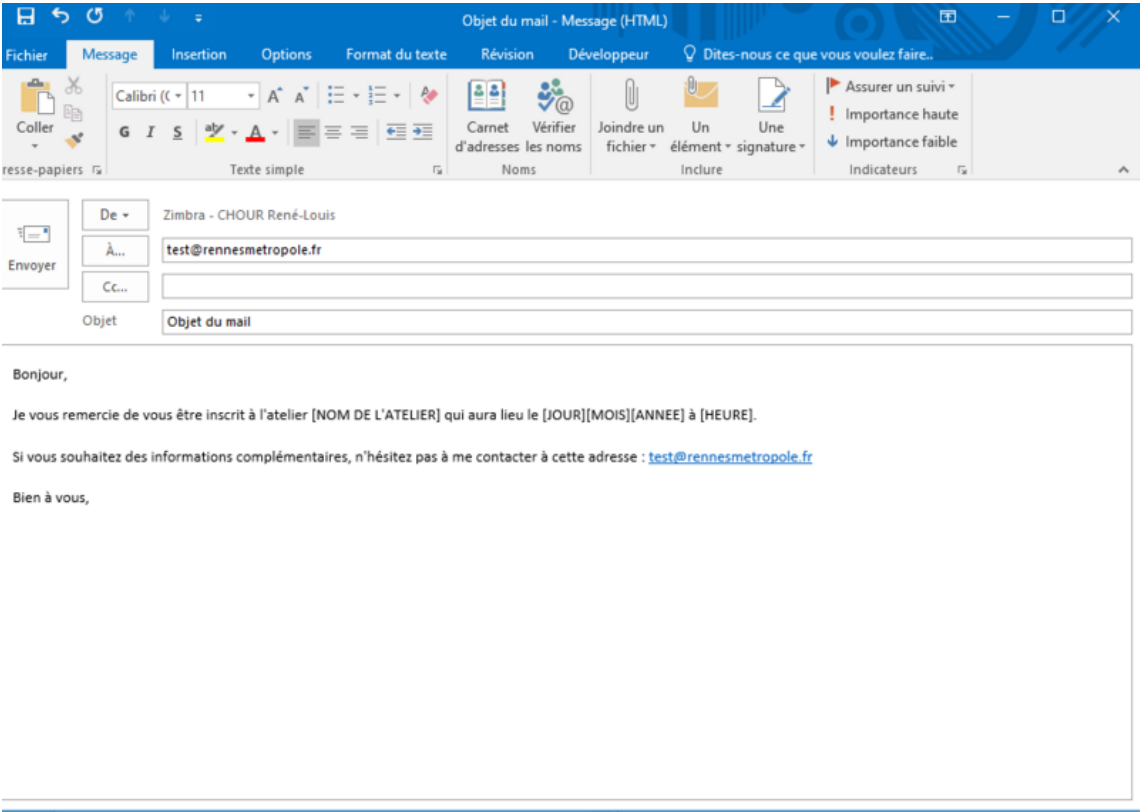 Objet du mail - Message (HTML)
Fichier Message Insertion Options Format du texte Révision Développeur Dites-nous ce que vous voulez faire..
Calibri (C 11 Assurer un suivi
Importance haute
Coller G I S ab A Carnet Vérifier Joindre un Un Une
d'adresses les noms fichier élément signature Importance faible
resse-papiers Texte simple Noms Inclure Indicateurs
De Zimbra - CHOUR René-Louis
À... test@rennesmetropole.fr
Envoyer
Cc...
Objet Objet du mail
Bonjour,
Je vous remercie de vous être inscrit à l'atelier [NOM DE L'ATELIER] qui aura lieu le [JOUR][MOIS][ANNEE] à [HEURE].
Si vous souhaitez des informations complémentaires, n'hésitez pas à me contacter à cette adresse : test@rennesmetropole.fr
Bien à vous,